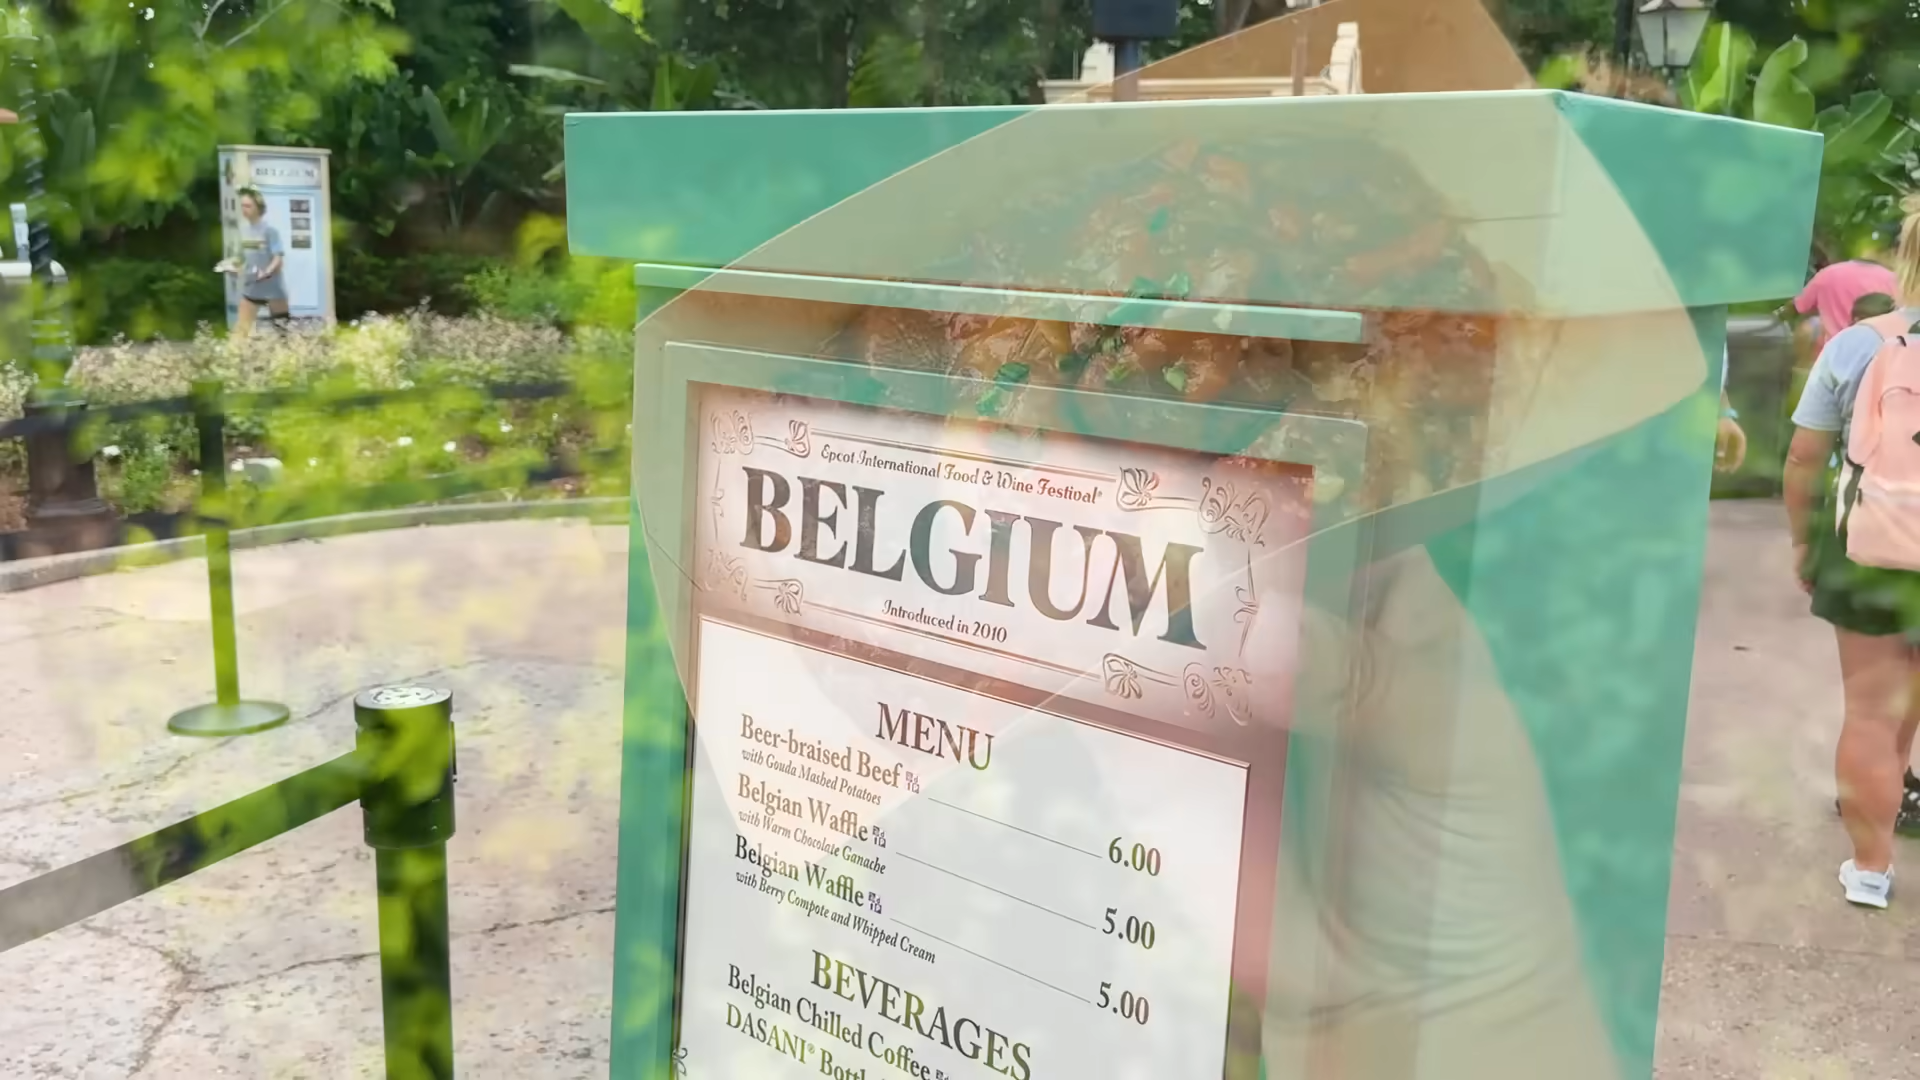 BELGIUM
Epcot International Food & Wine Festival®
BELGIUM
Introduced in 2010
MENU
Beer-braised Beef
with Gouda Mashed Potatoes
6.00
Belgian Waffle
with Warm Chocolate Ganache
5.00
Belgian Waffle
with Berry Compote and Whipped Cream
5.00
BEVERAGES
Belgian Chilled Coffee
DASANI®